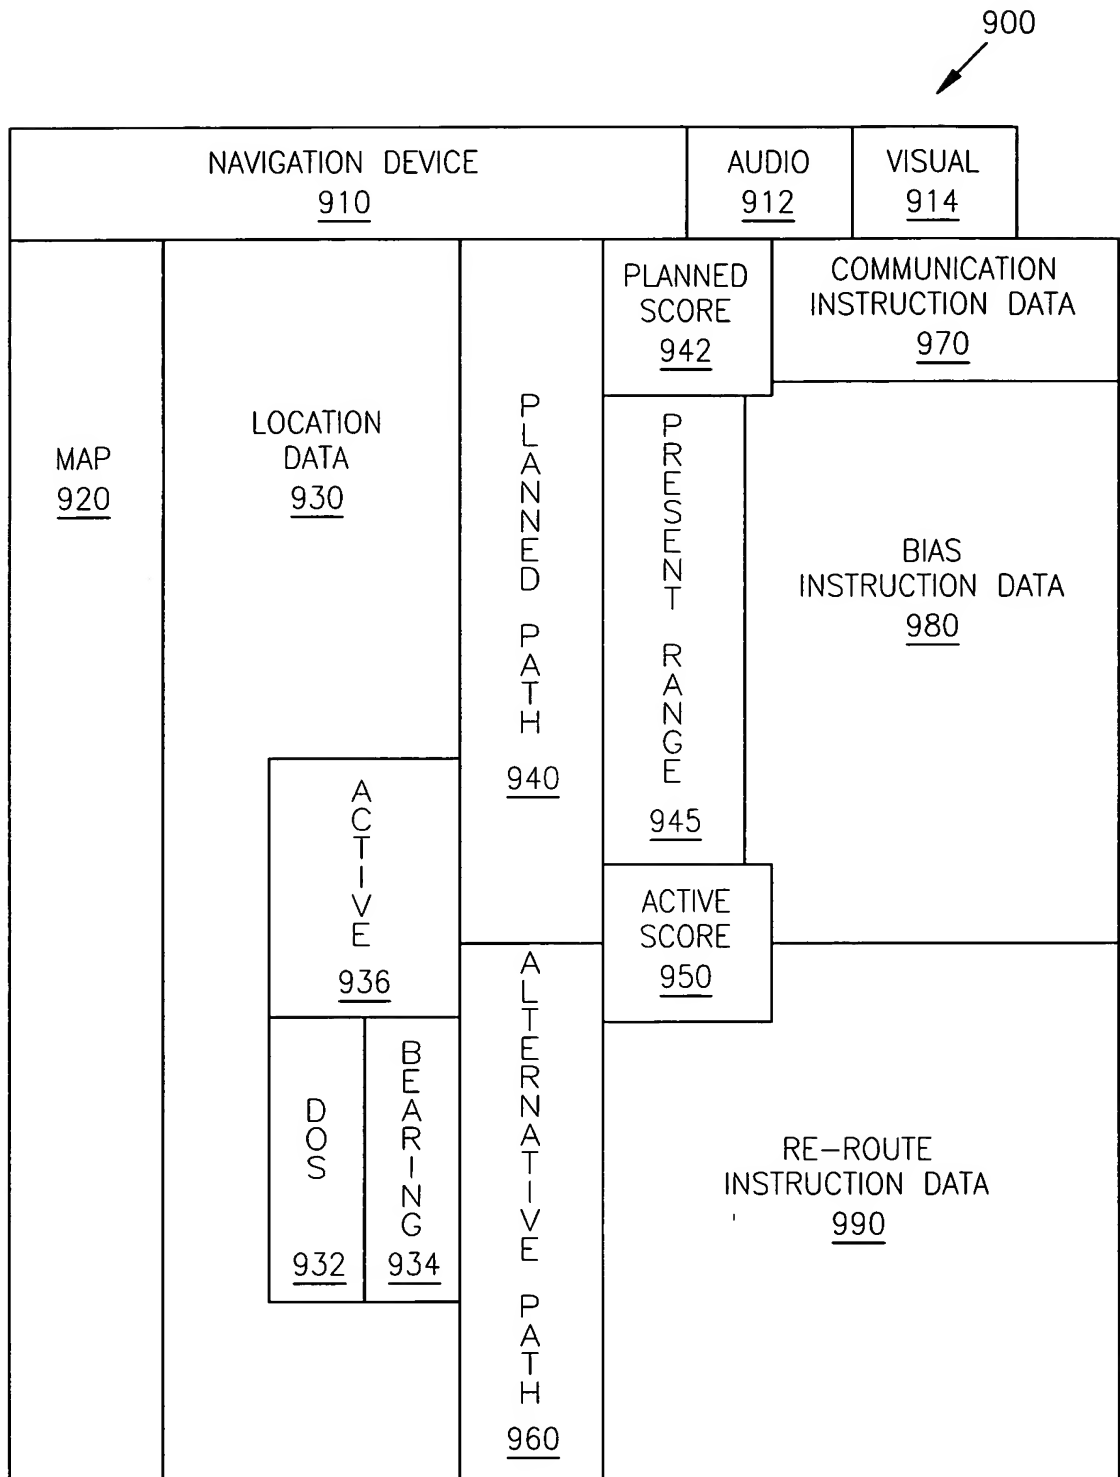 900
NAVIGATION DEVICE
910
AUDIO
912
VISUAL
914
MAP
920
LOCATION
DATA
930
ACTIVE
936
DOS
932
BEARING
934
PLANNED PATH
940
ALTERNATIVE PATH
960
PLANNED
SCORE
942
PRESENT RANGE
945
ACTIVE
SCORE
950
COMMUNICATION
INSTRUCTION DATA
970
BIAS
INSTRUCTION DATA
980
RE-ROUTE
INSTRUCTION DATA
990